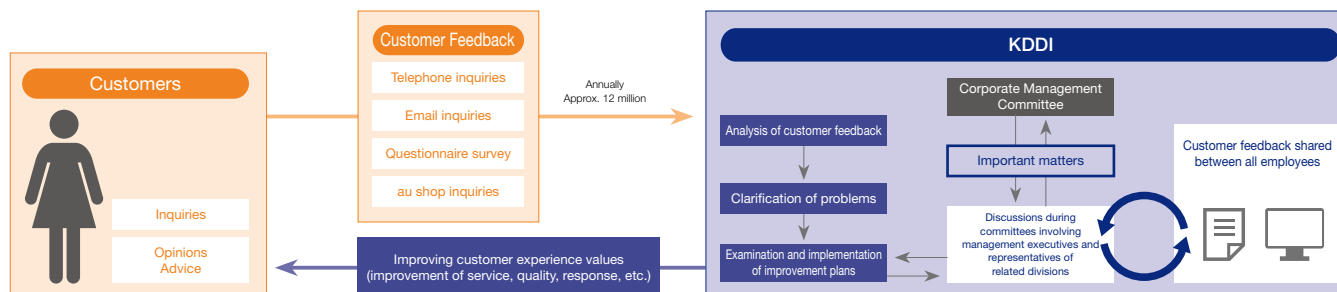 Customers
Inquiries
Opinions
Advice
Customer Feedback
Telephone inquiries
Email inquiries
Questionnaire survey
au shop inquiries
Annually
Approx. 12 million
Improving customer experience values
(improvement of service, quality, response, etc.)
KDDI
Analysis of customer feedback
Clarification of problems
Examination and implementation
of improvement plans
Corporate Management
Committee
Important matters
Discussions during
committees involving
management executives and
representatives of
related divisions
Customer feedback shared
between all employees